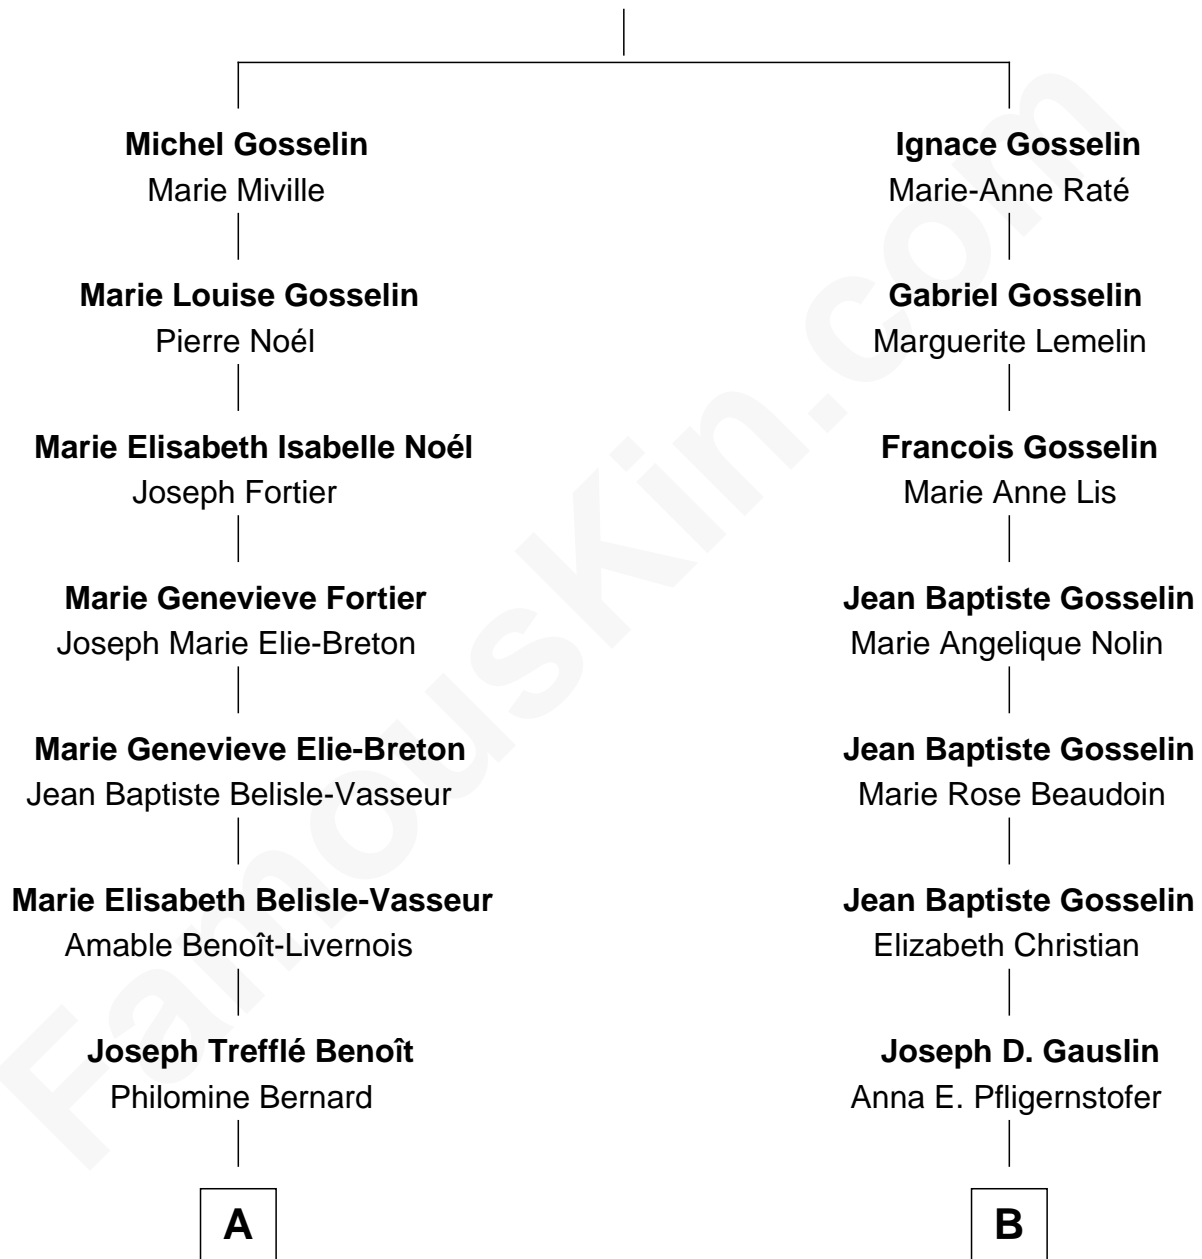 Michel Gosselin
Marie Miville
Marie Louise Gosselin
Pierre Noél
Marie Elisabeth Isabelle Noél
Joseph Fortier
Marie Genevieve Fortier
Joseph Marie Elie-Breton
Marie Genevieve Elie-Breton
Jean Baptiste Belisle-Vasseur
Marie Elisabeth Belisle-Vasseur
Amable Benoît-Livernois
Joseph Trefflé Benoît
Philomine Bernard
A
Ignace Gosselin
Marie-Anne Raté
Gabriel Gosselin
Marguerite Lemelin
Francois Gosselin
Marie Anne Lis
Jean Baptiste Gosselin
Marie Angelique Nolin
Jean Baptiste Gosselin
Marie Rose Beaudoin
Jean Baptiste Gosselin
Elizabeth Christian
Joseph D. Gauslin
Anna E. Pfligernstofer
B
FamousKin.com